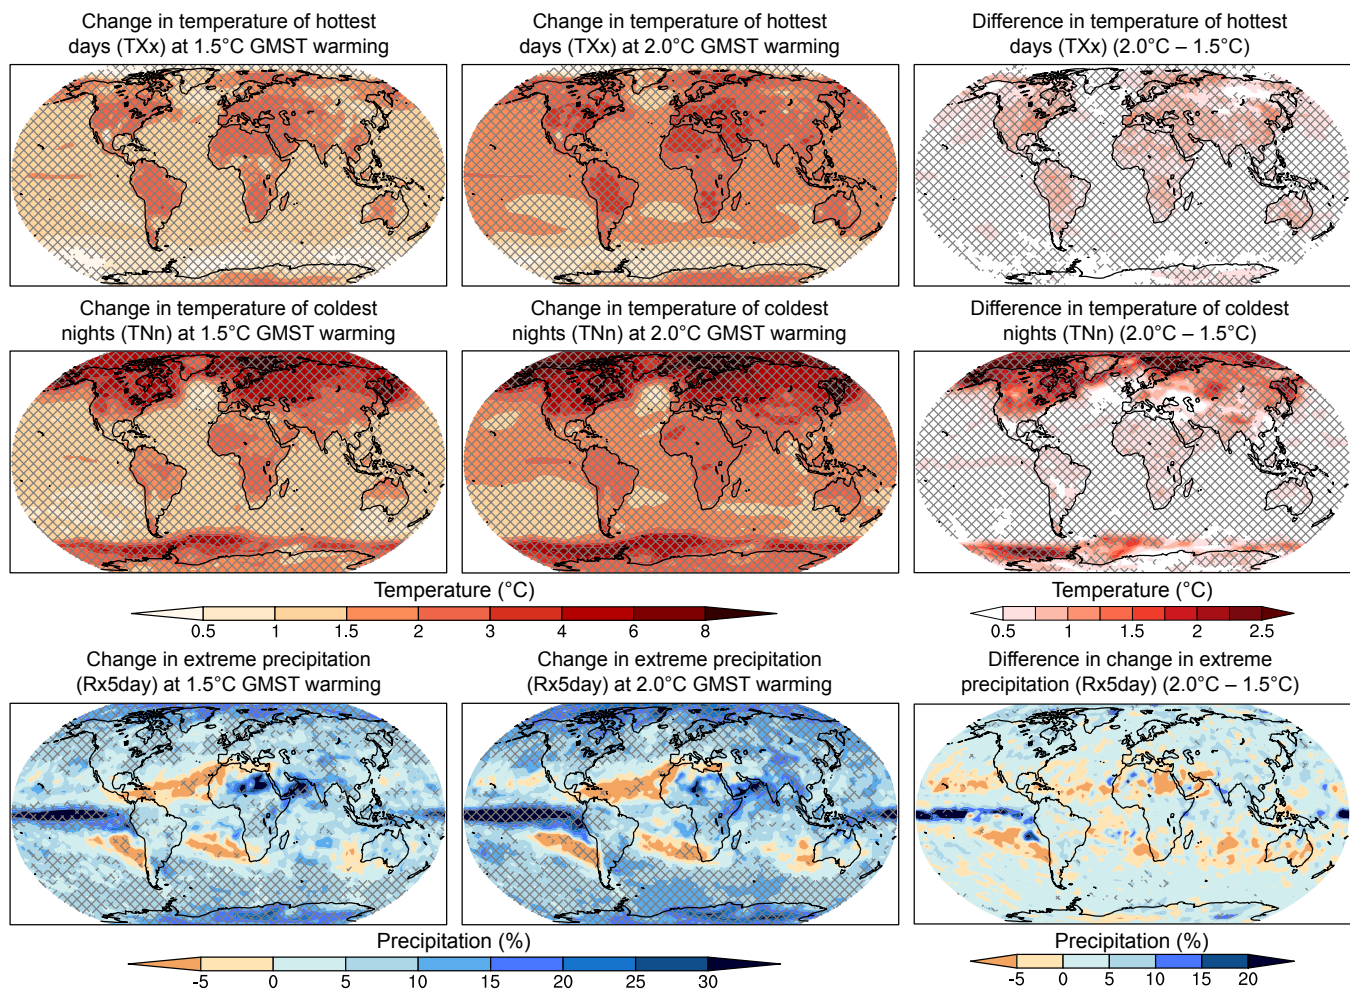 Change in temperature of hottest
days (TXx) at 1.5°C GMST warming
Change in temperature of hottest
days (TXx) at 2.0°C GMST warming
Difference in temperature of hottest
days (TXx) (2.0°C – 1.5°C)
Change in temperature of coldest
nights (TNn) at 1.5°C GMST warming
Change in temperature of coldest
nights (TNn) at 2.0°C GMST warming
Difference in temperature of coldest
nights (TNn) (2.0°C – 1.5°C)
Temperature (°C)
0.5 1 1.5 2 3 4 6 8
Temperature (°C)
0.5 1 1.5 2 2.5
Change in extreme precipitation
(Rx5day) at 1.5°C GMST warming
Change in extreme precipitation
(Rx5day) at 2.0°C GMST warming
Difference in change in extreme
precipitation (Rx5day) (2.0°C – 1.5°C)
Precipitation (%)
-5 0 5 10 15 20 25 30
Precipitation (%)
-5 0 5 10 15 20